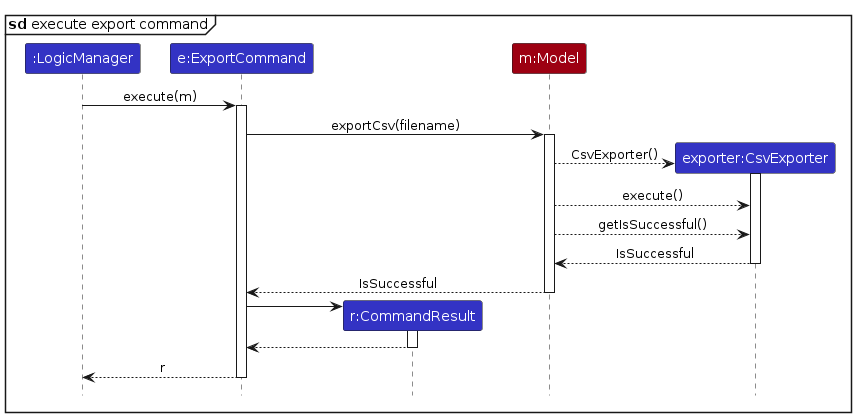 sd execute export command
:LogicManager
e:ExportCommand
m:Model
execute(m)
exportCsv(filename)
CsvExporter()
exporter:CsvExporter
execute()
getIsSuccessful()
IsSuccessful
IsSuccessful
r:CommandResult
r